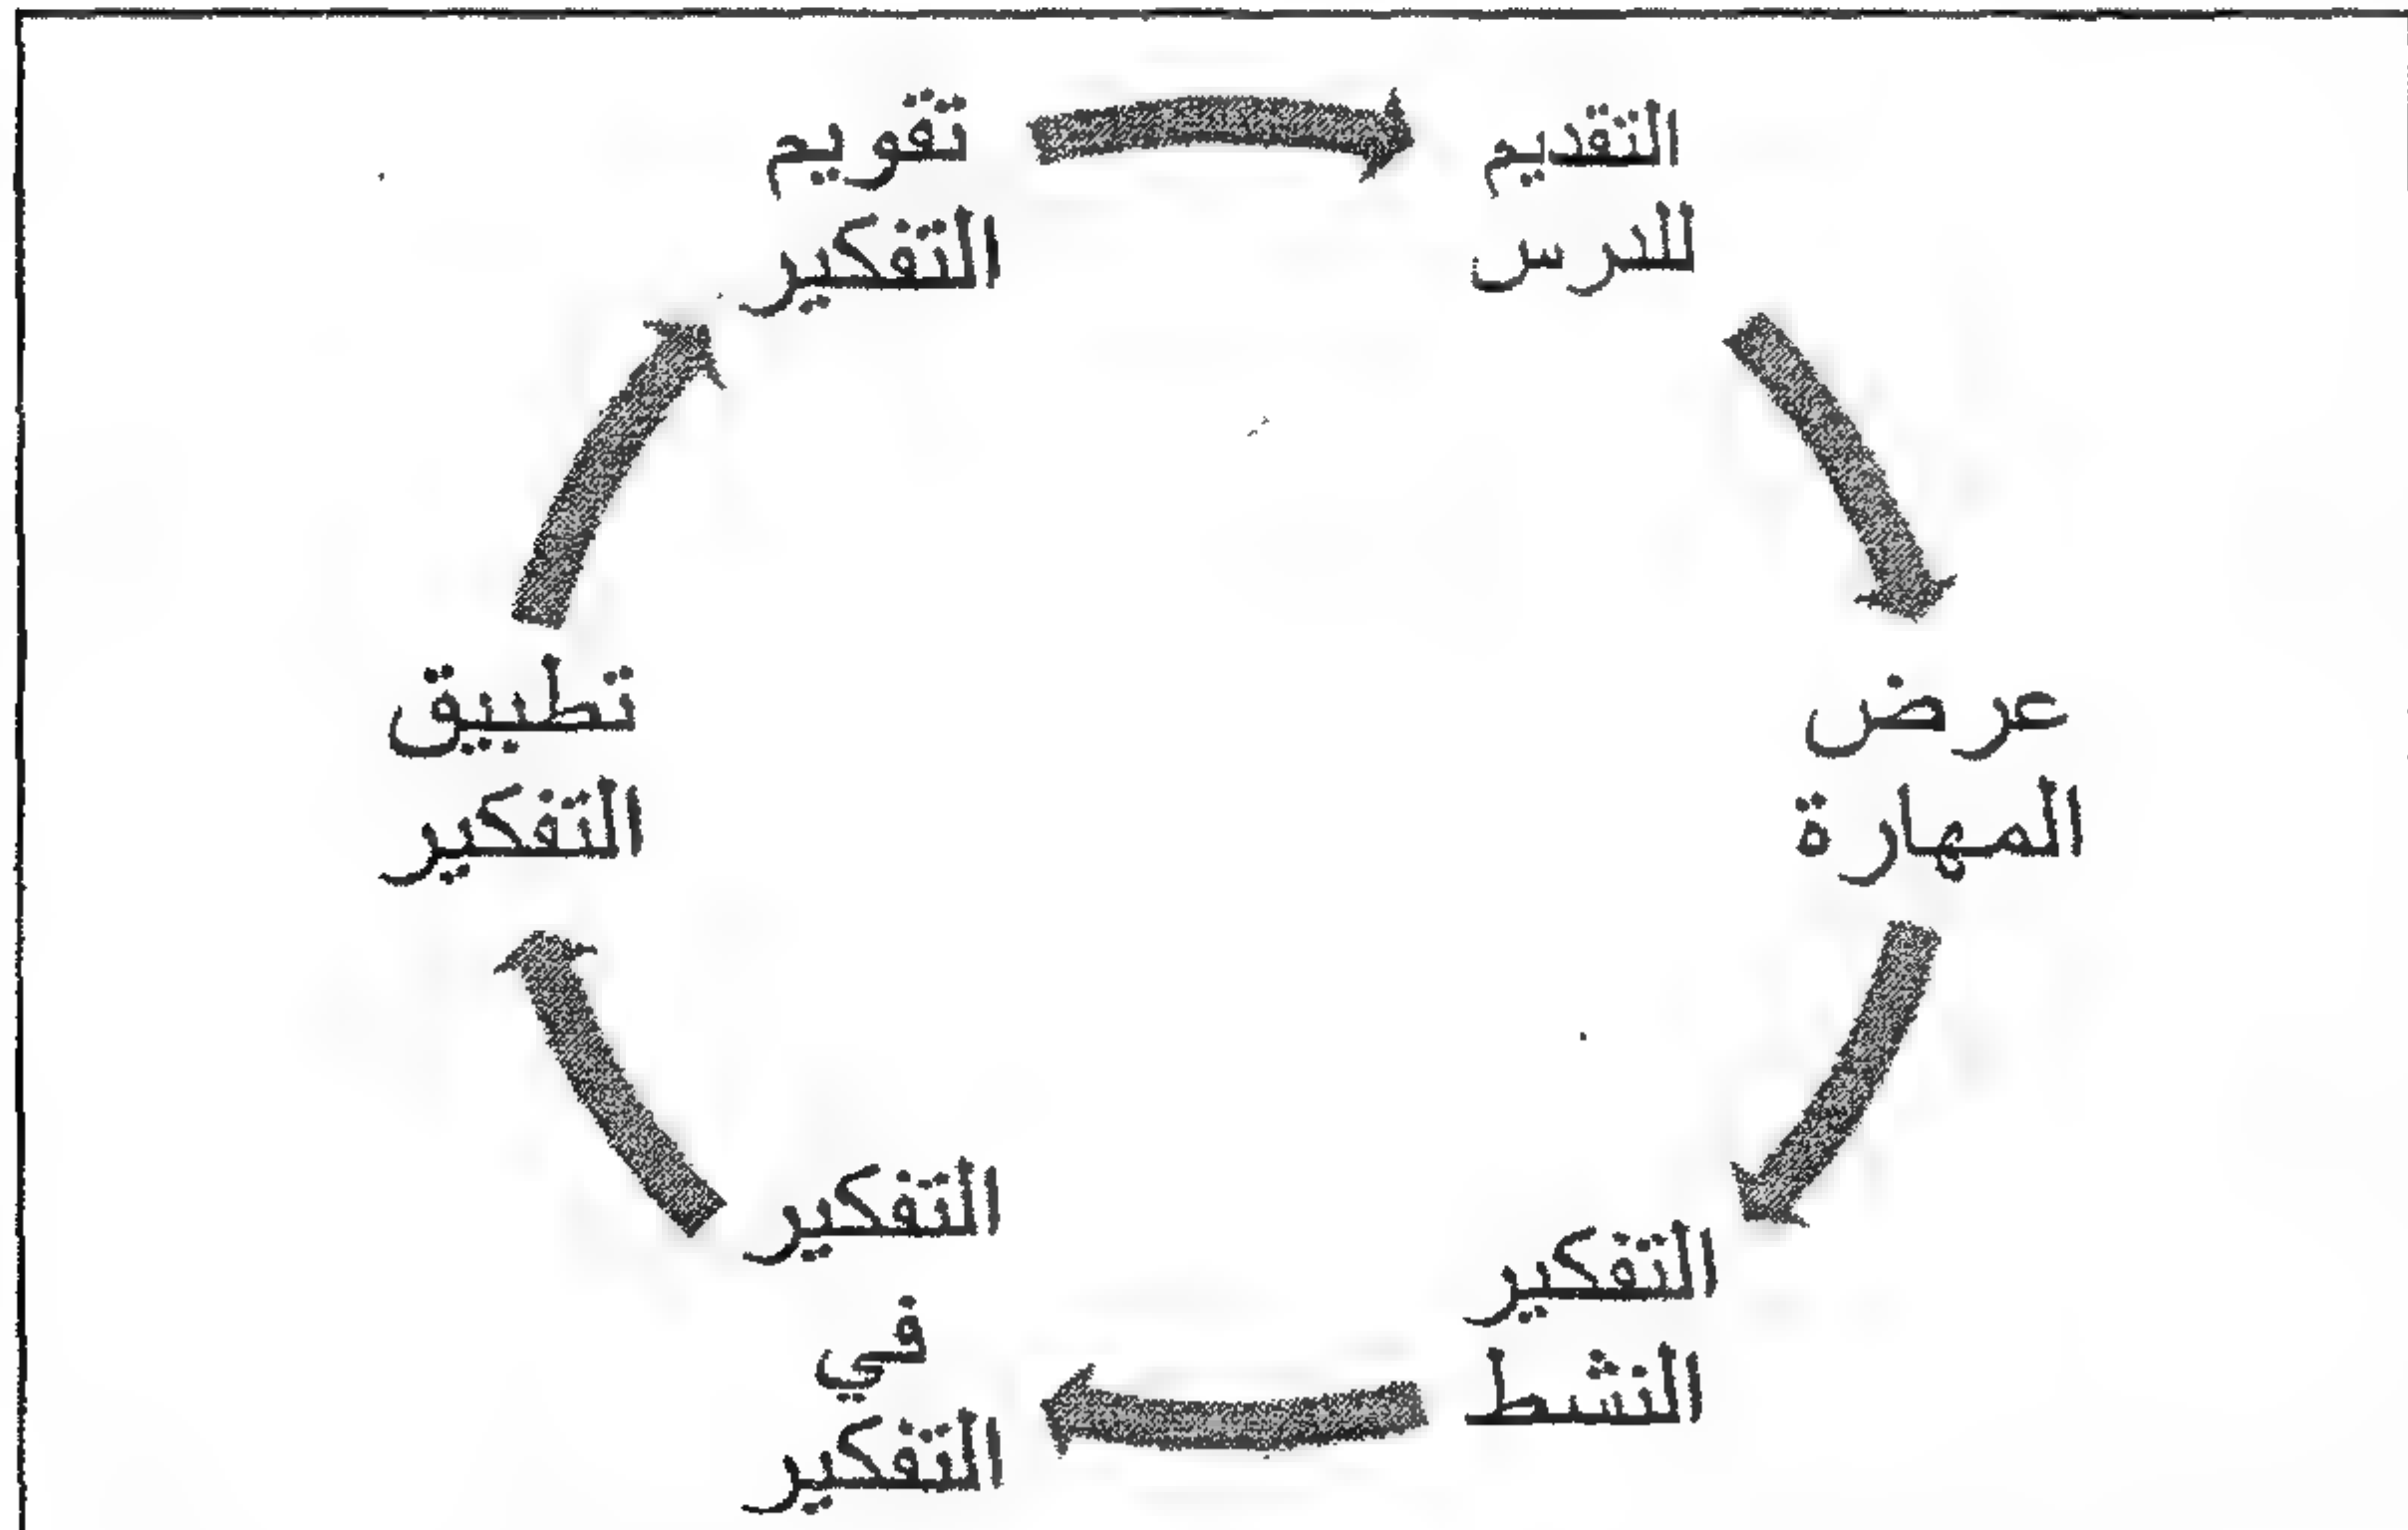 التقديم
للدرس
عرض
المهارة
التفكير
النشط
التفكير
في
التفكير
تطبيق
التفكير
تقويم
التفكير